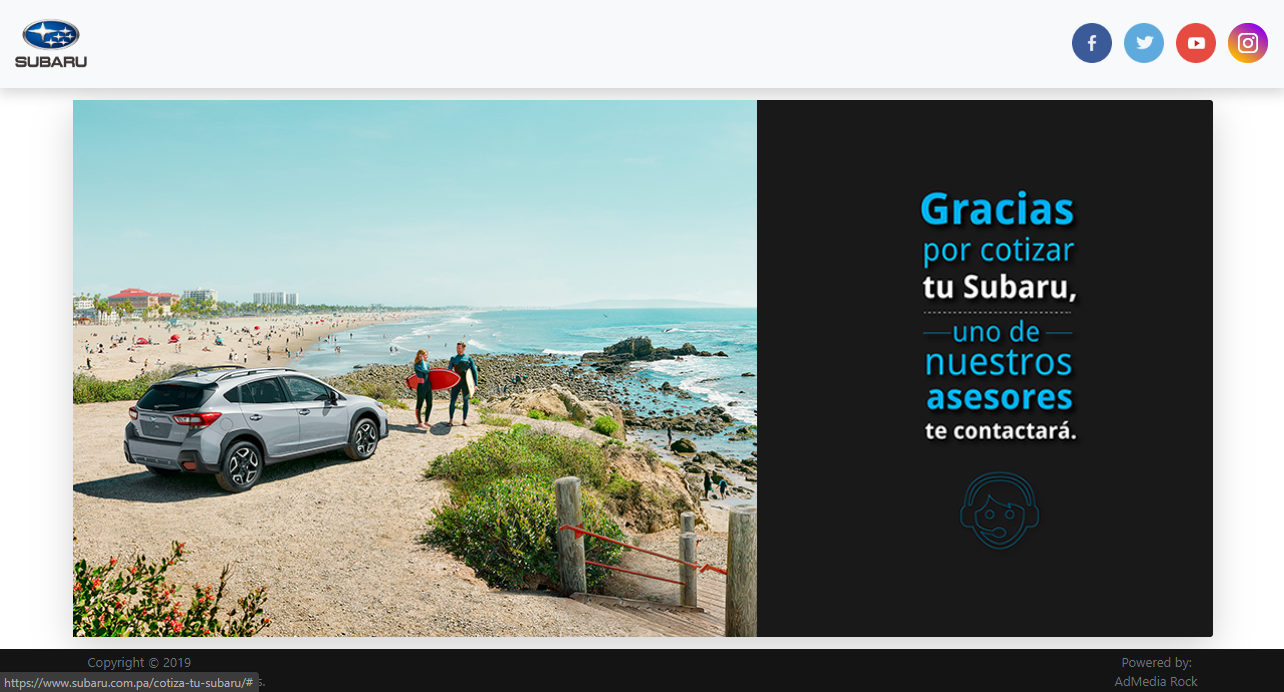 SUBARU
Gracias
por cotizar
tu Subaru,
uno de
nuestros
asesores
te contactará.
Copyright © 2019
Powered by:
https://www.subaru.com.pa/cotiza-tu-subaru/#
AdMedia Rock